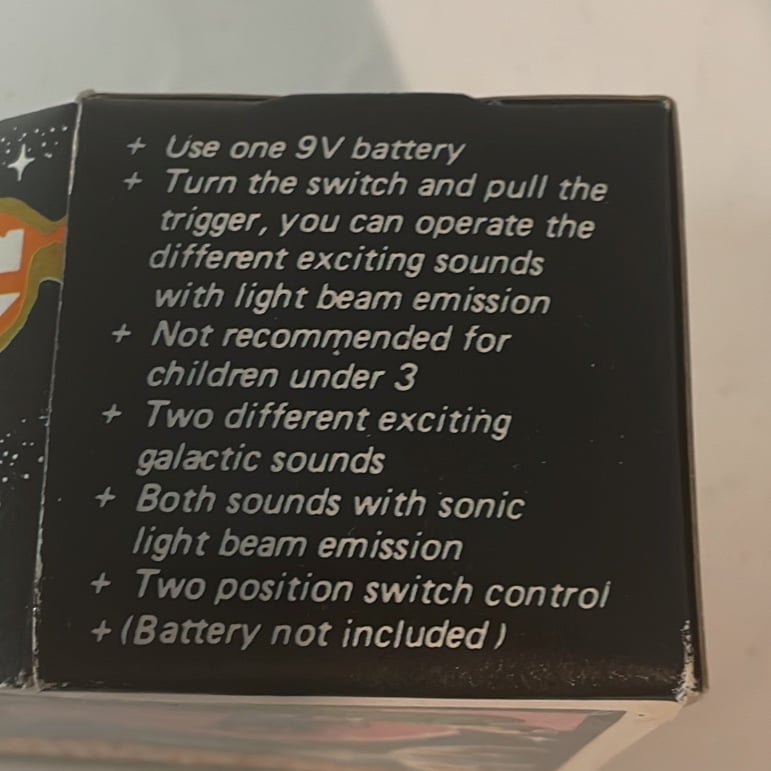 + Use one 9V battery
+ Turn the switch and pull the
trigger, you can operate the
different exciting sounds
with light beam emission
+ Not recommended for
children under 3
+ Two different exciting
galactic sounds
+ Both sounds with sonic
light beam emission
+ Two position switch control
+ (Battery not included)